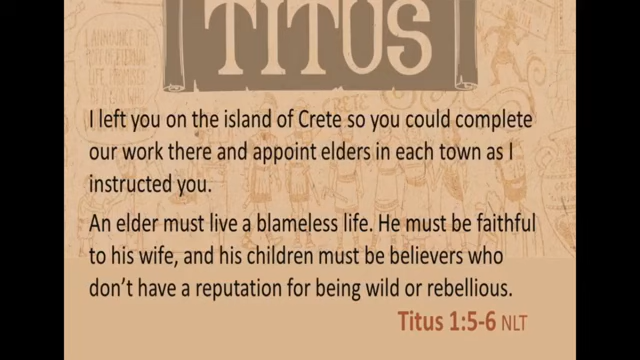 TITUS
I left you on the island of Crete so you could complete
our work there and appoint elders in each town as I
instructed you.
An elder must live a blameless life. He must be faithful
to his wife, and his children must be believers who
don't have a reputation for being wild or rebellious.
Titus 1:5-6 NLT